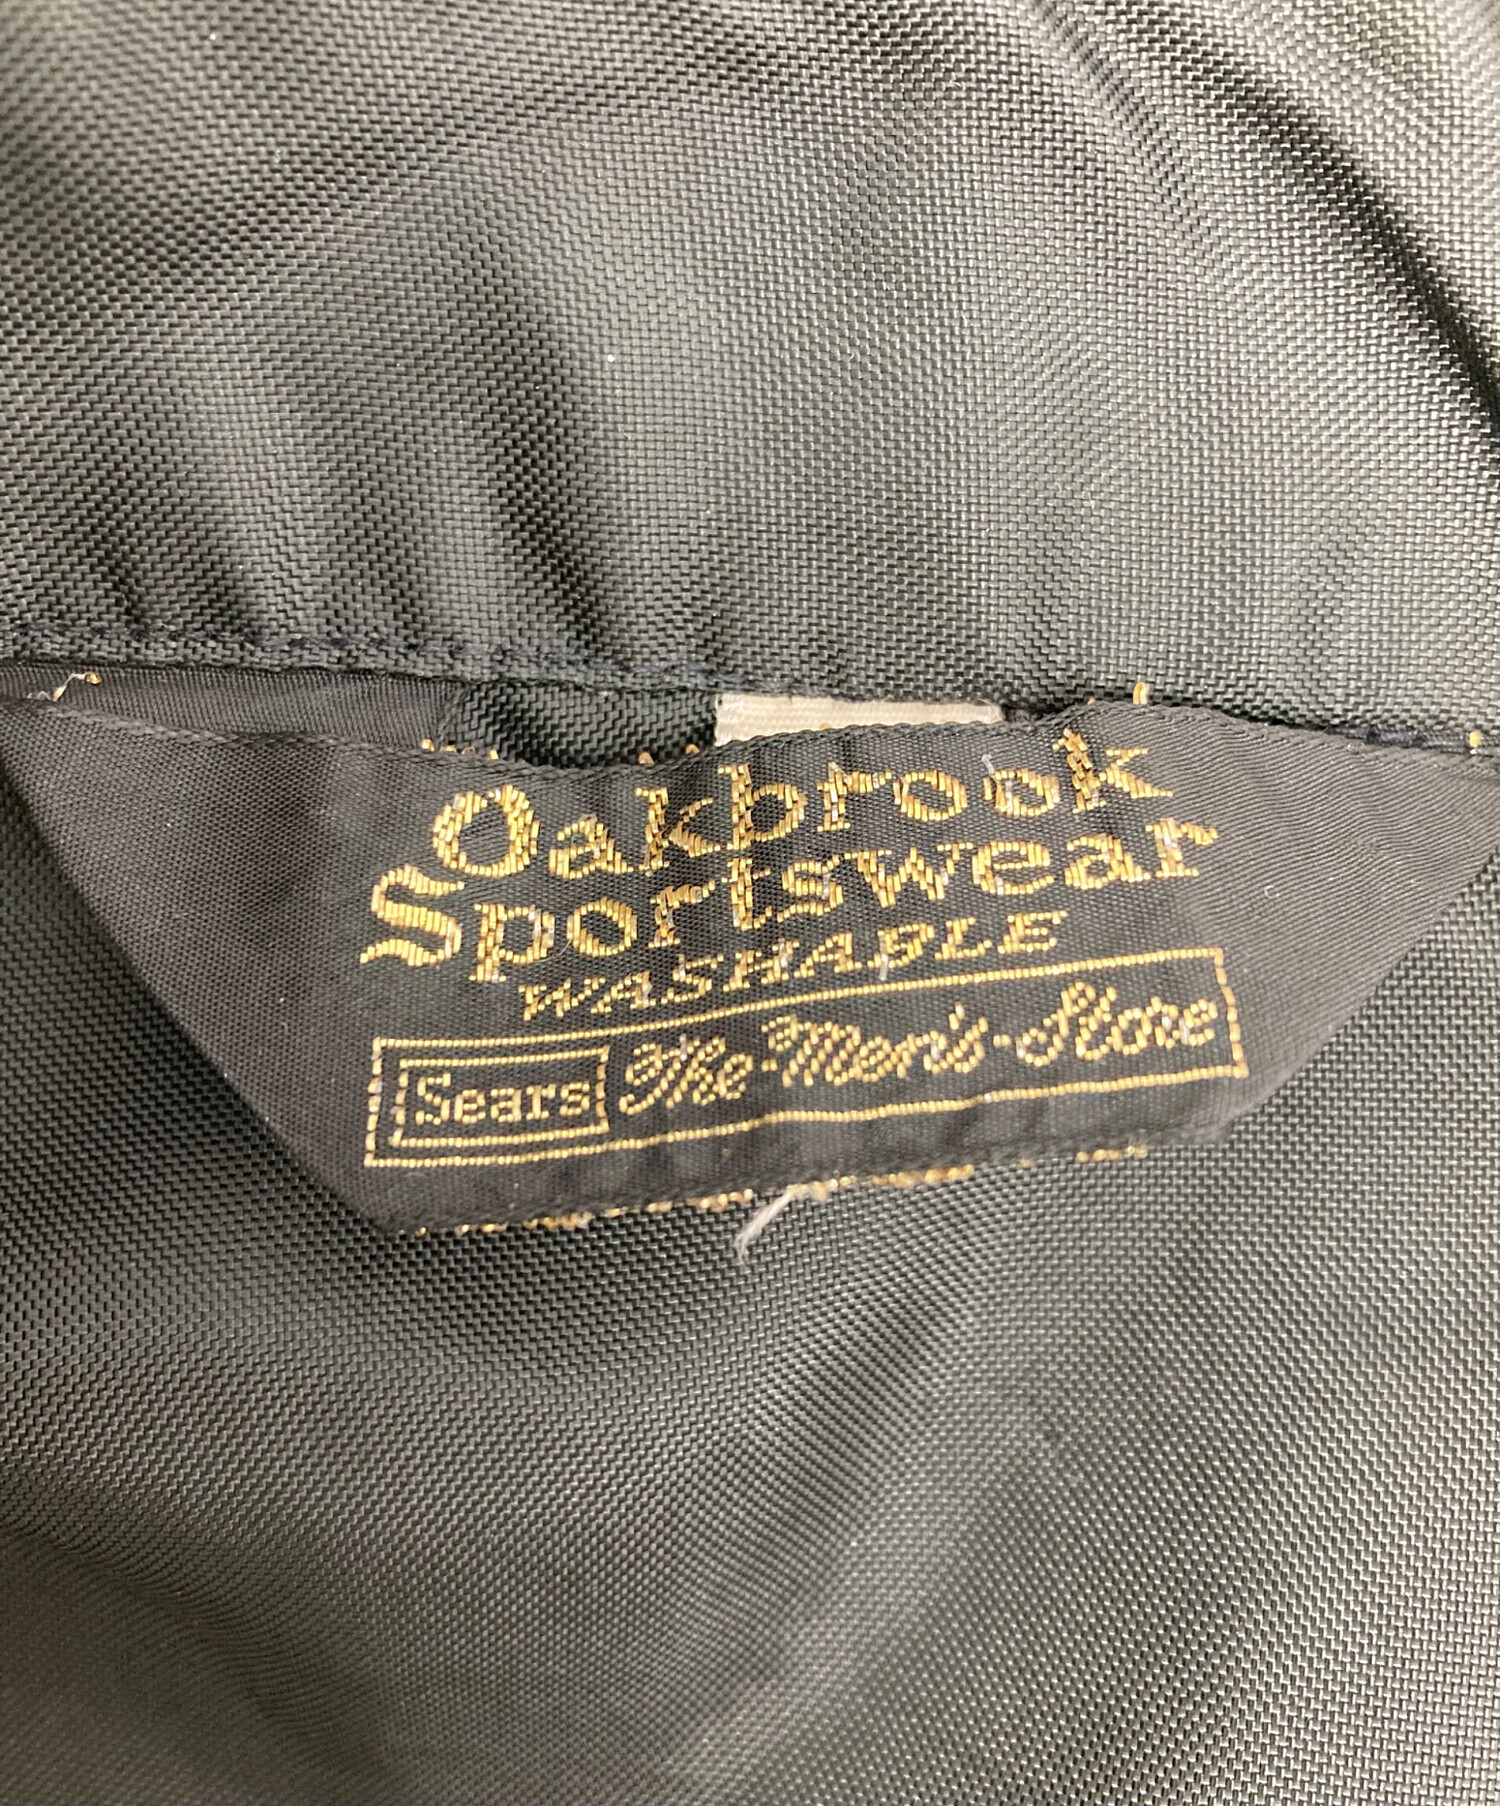 Oakbrook
Sportswear
WASHABLE
Sears The Men's-Store